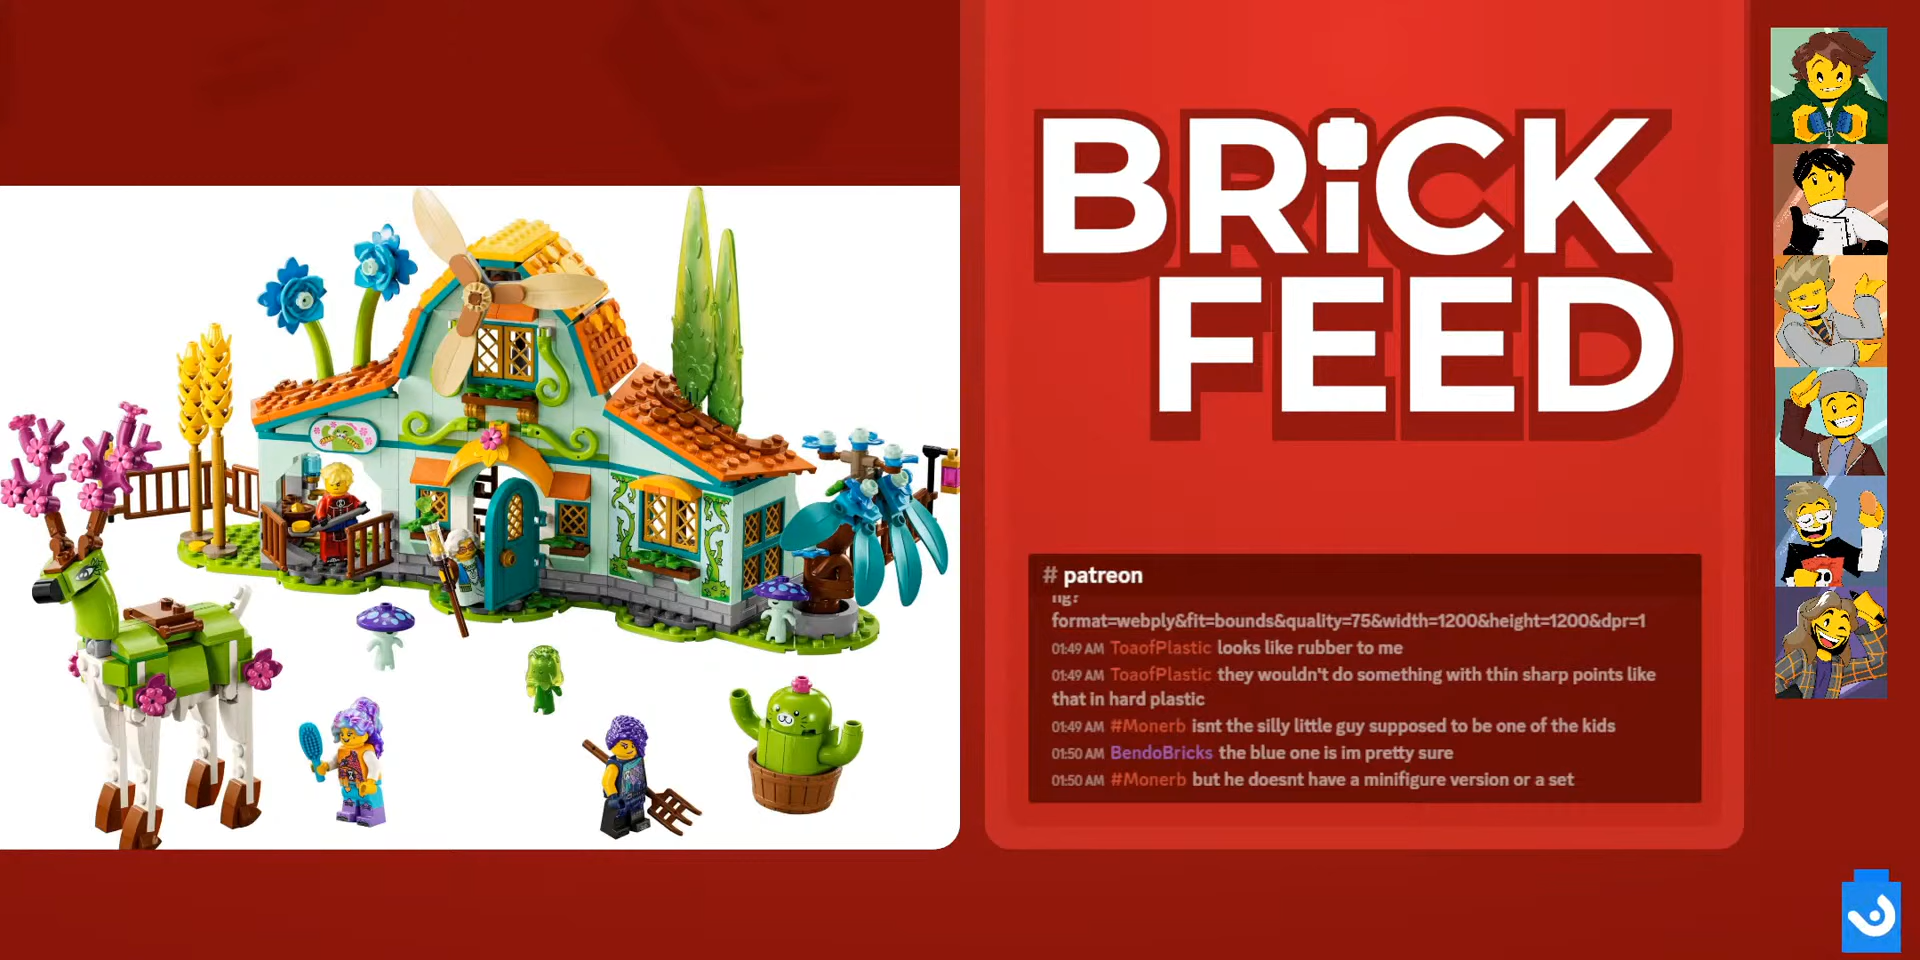 BRiCK
FEED
# patreon
ng?
format=webply&fit=bounds&quality=75&width=1200&height=1200&dpr=1
01:49 AM ToaofPlastic looks like rubber to me
01:49 AM ToaofPlastic they wouldn't do something with thin sharp points like
that in hard plastic
01:49 AM #Monerb isnt the silly little guy supposed to be one of the kids
01:50 AM BendoBricks the blue one is im pretty sure
01:50 AM #Monerb but he doesnt have a minifigure version or a set